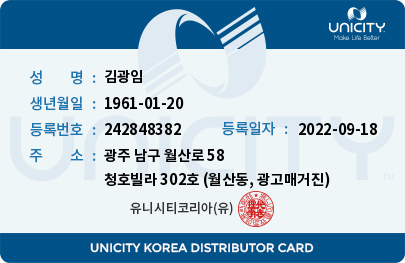 UNICITY
Make Life Better
성 명 : 김광임
생년월일 : 1961-01-20
등록번호 : 242848382 등록일자 : 2022-09-18
주 소 : 광주 남구 월산로 58
청호빌라 302호 (월산동, 광고매거진)
유니시티코리아(유)
UNICITY
UNICITY KOREA DISTRIBUTOR CARD